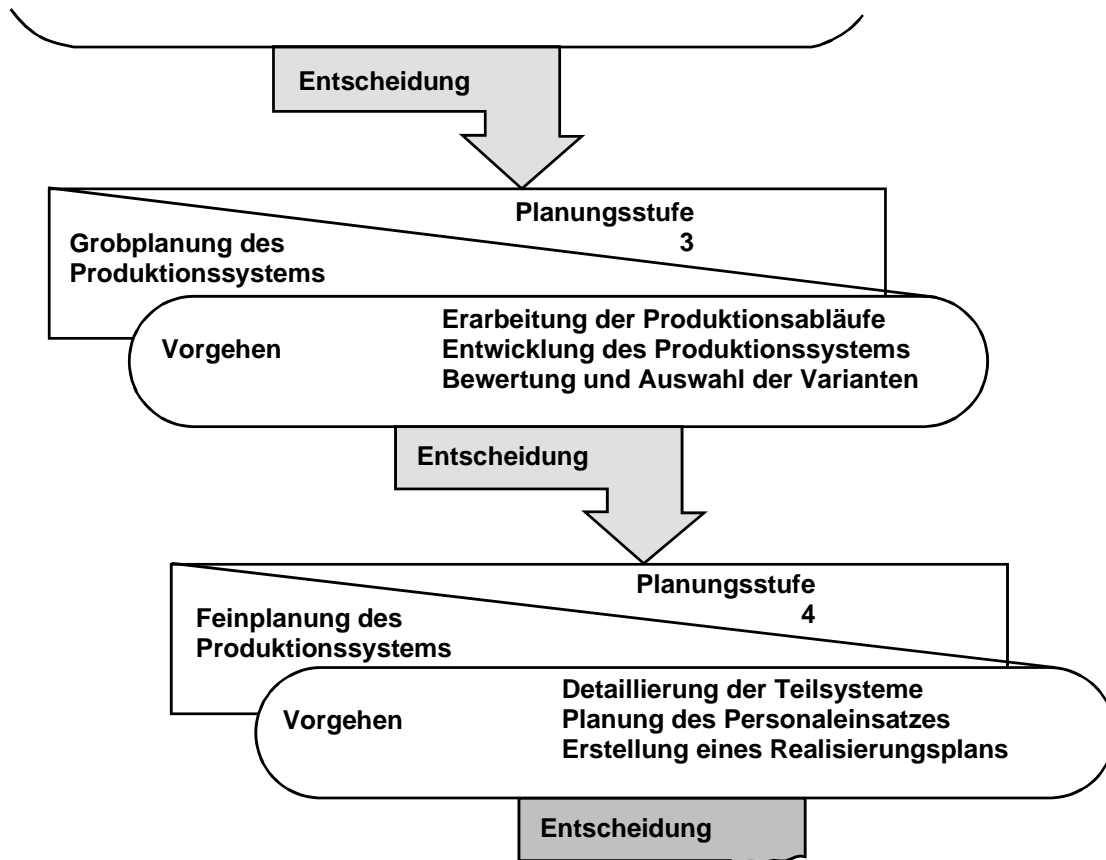 Entscheidung
Planungsstufe
3
Grobplanung des
Produktionssystems
Vorgehen
Erarbeitung der Produktionsabläufe
Entwicklung des Produktionssystems
Bewertung und Auswahl der Varianten
Entscheidung
Planungsstufe
4
Feinplanung des
Produktionssystems
Vorgehen
Detaillierung der Teilsysteme
Planung des Personaleinsatzes
Erstellung eines Realisierungsplans
Entscheidung